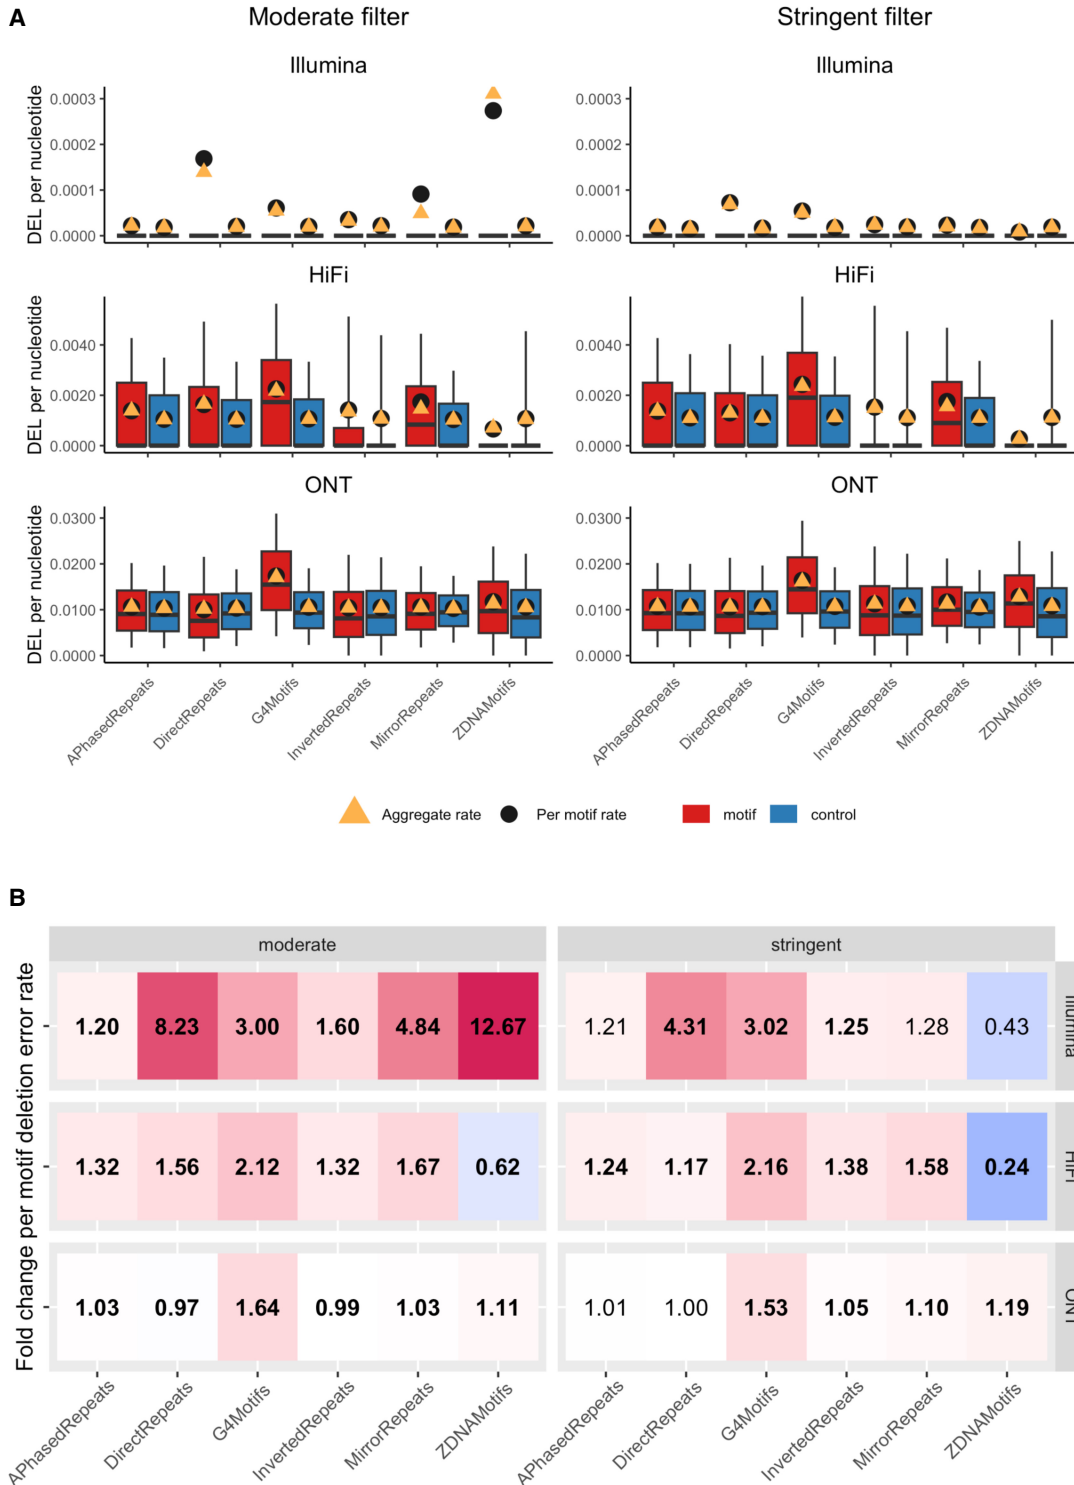 A
Moderate filter
Stringent filter
Illumina
Illumina
DEL per nucleotide
0.0003
0.0002
0.0001
0.0000
0.0003
0.0002
0.0001
0.0000
HiFi
HiFi
DEL per nucleotide
0.0040
0.0020
0.0000
0.0040
0.0020
0.0000
ONT
ONT
DEL per nucleotide
0.0300
0.0200
0.0100
0.0000
0.0300
0.0200
0.0100
0.0000
APhasedRepeats
DirectRepeats
G4Motifs
InvertedRepeats
MirrorRepeats
ZDNAMotifs
APhasedRepeats
DirectRepeats
G4Motifs
InvertedRepeats
MirrorRepeats
ZDNAMotifs
Aggregate rate
Per motif rate
motif
control
B
Fold change per motif deletion error rate
moderate
stringent
1.20 8.23 3.00 1.60 4.84 12.67
1.21 4.31 3.02 1.25 1.28 0.43
Illumina
1.32 1.56 2.12 1.32 1.67 0.62
1.24 1.17 2.16 1.38 1.58 0.24
HiFi
1.03 0.97 1.64 0.99 1.03 1.11
1.01 1.00 1.53 1.05 1.10 1.19
ONT
APhasedRepeats
DirectRepeats
G4Motifs
InvertedRepeats
MirrorRepeats
ZDNAMotifs
APhasedRepeats
DirectRepeats
G4Motifs
InvertedRepeats
MirrorRepeats
ZDNAMotifs